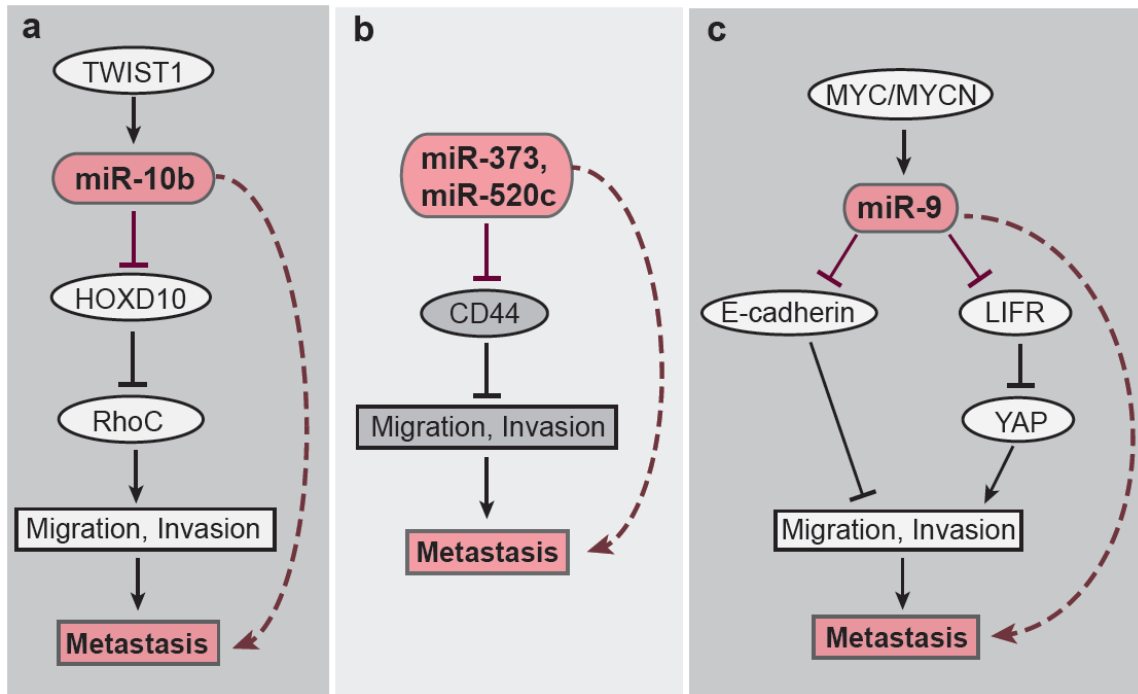 a
TWIST1
miR-10b
HOXD10
RhoC
Migration, Invasion
Metastasis
b
miR-373,
miR-520c
CD44
Migration, Invasion
Metastasis
c
MYC/MYCN
miR-9
E-cadherin
LIFR
YAP
Migration, Invasion
Metastasis